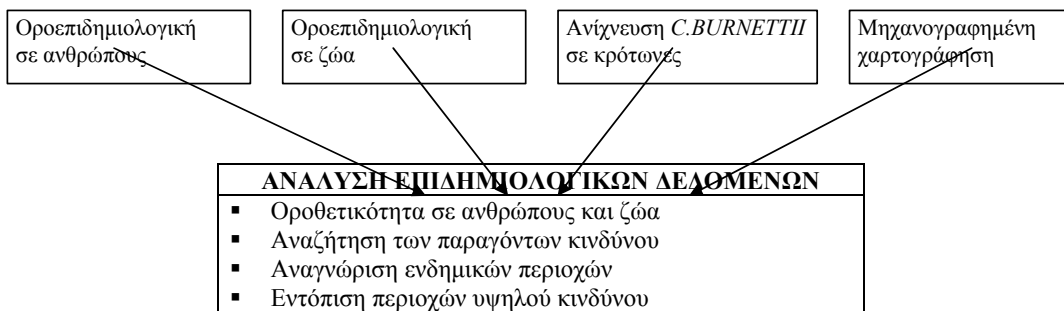 Οροεπιδημιολογική
σε ανθρώπους
Οροεπιδημιολογική
σε ζώα
Ανίχνευση C.BURNETTII
σε κρότωνες
Μηχανογραφημένη
χαρτογράφηση
ΑΝΑΛΥΣΗ ΕΠΙΔΗΜΙΟΛΟΓΙΚΩΝ ΔΕΔΟΜΕΝΩΝ
▪ Οροθετικότητα σε ανθρώπους και ζώα
▪ Αναζήτηση των παραγόντων κινδύνου
▪ Αναγνώριση ενδημικών περιοχών
▪ Εντόπιση περιοχών υψηλού κινδύνου